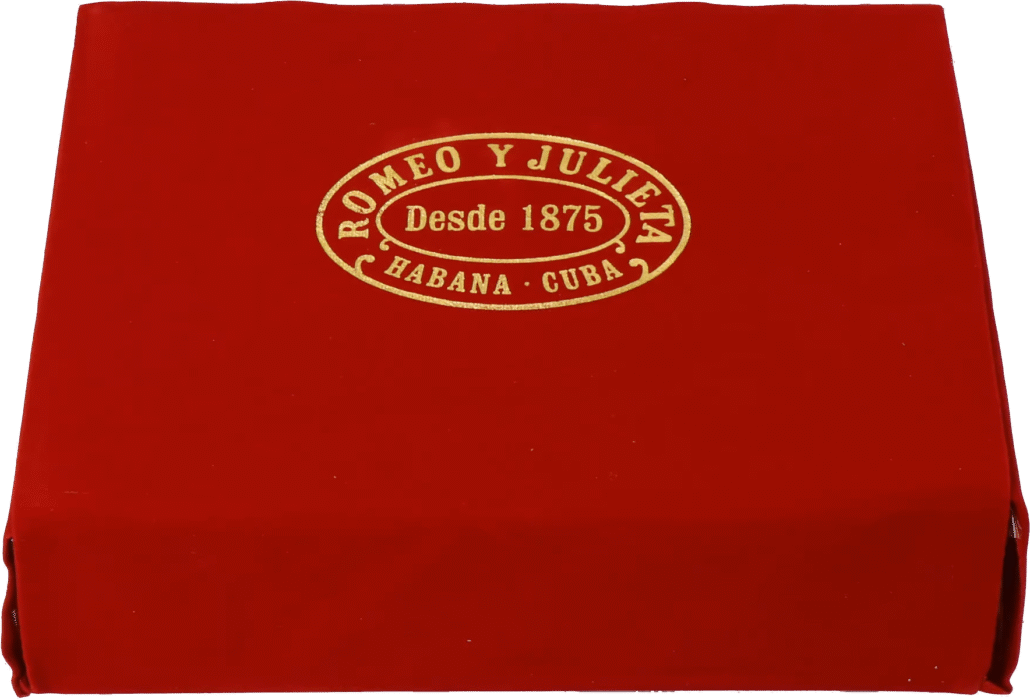 ROMEO Y JULIETA
Desde 1875
HABANA · CUBA